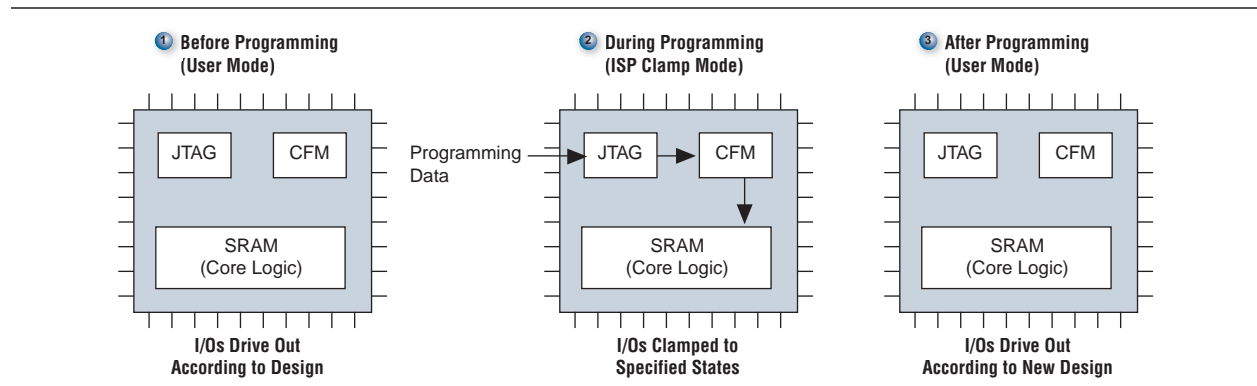 1 Before Programming
(User Mode)
JTAG
CFM
SRAM
(Core Logic)
I/Os Drive Out
According to Design
2 During Programming
(ISP Clamp Mode)
Programming
Data
JTAG
CFM
SRAM
(Core Logic)
I/Os Clamped to
Specified States
3 After Programming
(User Mode)
JTAG
CFM
SRAM
(Core Logic)
I/Os Drive Out
According to New Design